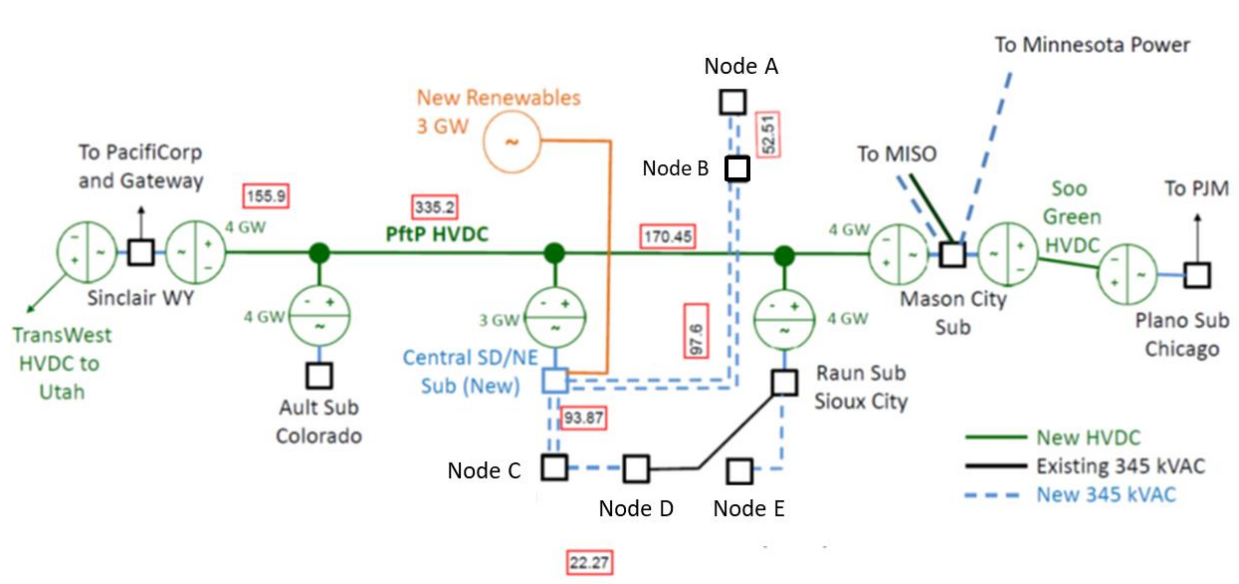 To Minnesota Power
Node A
New Renewables
3 GW
52.51
To PacifiCorp
and Gateway
Node B
To MISO
155.9
4 GW
335.2
PftP HVDC
170.45
4 GW
Soo
Green
HVDC
To PJM
Sinclair WY
Mason City
Sub
Plano Sub
Chicago
TransWest
HVDC to
Utah
4 GW
3 GW
97.6
4 GW
Central SD/NE
Sub (New)
Raun Sub
Sioux City
Ault Sub
Colorado
93.87
New HVDC
Existing 345 kVAC
New 345 kVAC
Node C
Node D
Node E
22.27